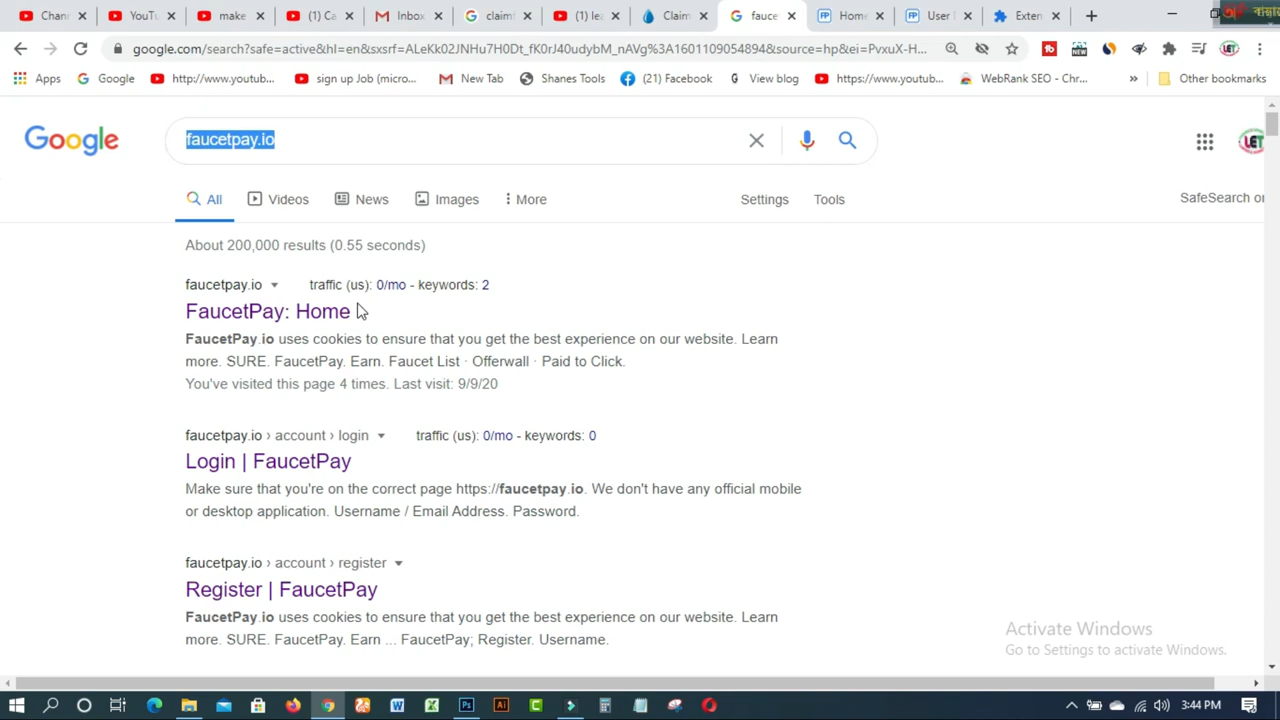 Chann
YouTu
make
(1) Ca
Inbox
claimf
(1) lea
Claim
fauce
Home
User
Exten
google.com/search?safe=active&hl=en&sxsrf=ALeKk02JNHu7H0Dt_fK0rJ40udybM_nAVg%3A1601109054894&source=hp&ei=PvxuX-H...
Apps
Google
http://www.youtub...
sign up Job (micro...
New Tab
Shanes Tools
(21) Facebook
View blog
https://www.youtub...
WebRank SEO - Chr...
»
Other bookmarks
Google
faucetpay.io
All
Videos
News
Images
More
Settings
Tools
SafeSearch on
About 200,000 results (0.55 seconds)
faucetpay.io traffic (us): 0/mo - keywords: 2
FaucetPay: Home
FaucetPay.io uses cookies to ensure that you get the best experience on our website. Learn
more. SURE. FaucetPay. Earn. Faucet List · Offerwall · Paid to Click.
You've visited this page 4 times. Last visit: 9/9/20
faucetpay.io › account › login traffic (us): 0/mo - keywords: 0
Login | FaucetPay
Make sure that you're on the correct page https://faucetpay.io. We don't have any official mobile
or desktop application. Username / Email Address. Password.
faucetpay.io › account › register
Register | FaucetPay
FaucetPay.io uses cookies to ensure that you get the best experience on our website. Learn
more. SURE. FaucetPay. Earn ... FaucetPay; Register. Username.
Activate Windows
Go to Settings to activate Windows.
3:44 PM